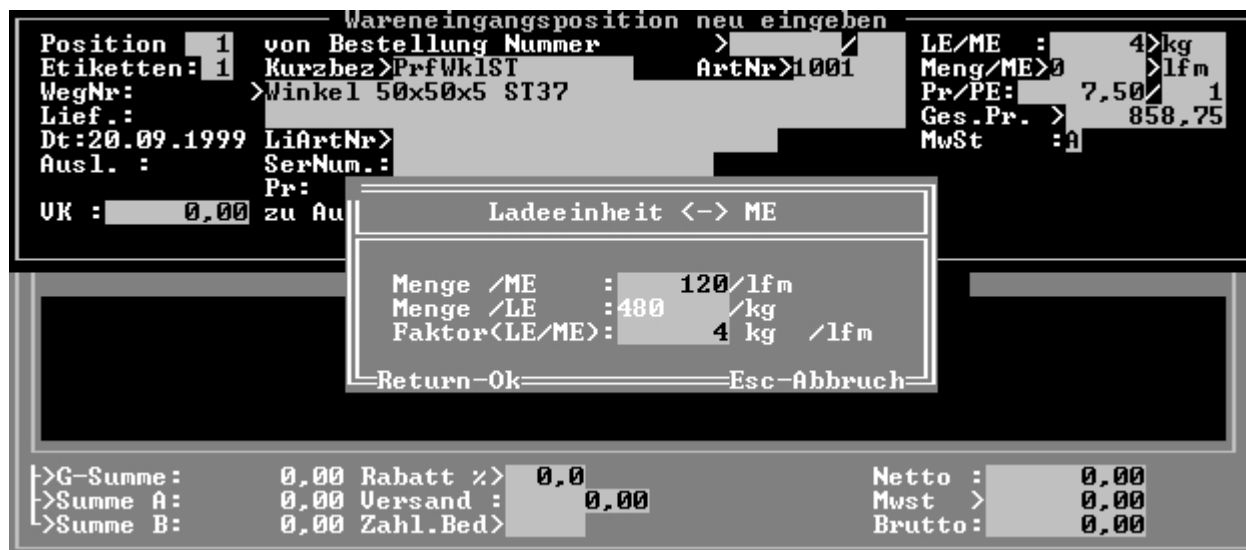 Wareneingangsposition neu eingeben
Position 1 von Bestellung Nummer > / LE/ME : 4>kg
Etiketten: 1 Kurzbez>PrfWklST ArtNr>1001 Meng/ME>0 >lfm
WegNr: >Winkel 50x50x5 ST37 Pr/PE: 7,50/ 1
Lief.: Ges.Pr. > 858,75
Dt:20.09.1999 LiArtNr> MwSt :A
Ausl. : SerNum.:
Pr:
VK : 0,00 zu Au
Ladeeinheit <-> ME
Menge /ME : 120/lfm
Menge /LE :480 /kg
Faktor(LE/ME): 4 kg /lfm
Return-Ok Esc-Abbruch
>G-Summe: 0,00 Rabatt %> 0,0 Netto : 0,00
>Summe A: 0,00 Versand : 0,00 Mwst > 0,00
>Summe B: 0,00 Zahl.Bed> Brutto: 0,00